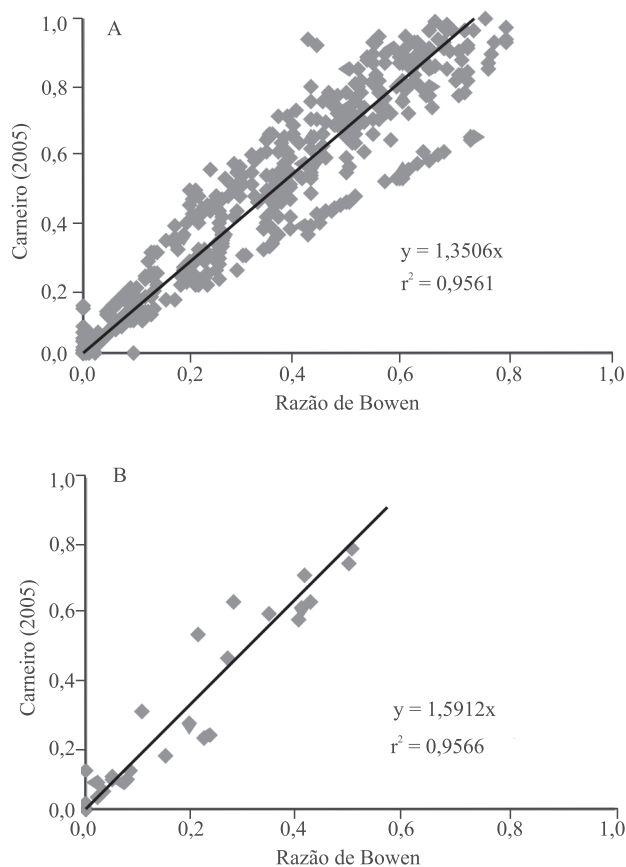 A
1,0
0,8
0,6
0,4
0,2
0,0
Carneiro (2005)
y = 1,3506x
r² = 0,9561
0,0 0,2 0,4 0,6 0,8 1,0
Razão de Bowen
B
1,0
0,8
0,6
0,4
0,2
0,0
Carneiro (2005)
y = 1,5912x
r² = 0,9566
0,0 0,2 0,4 0,6 0,8 1,0
Razão de Bowen